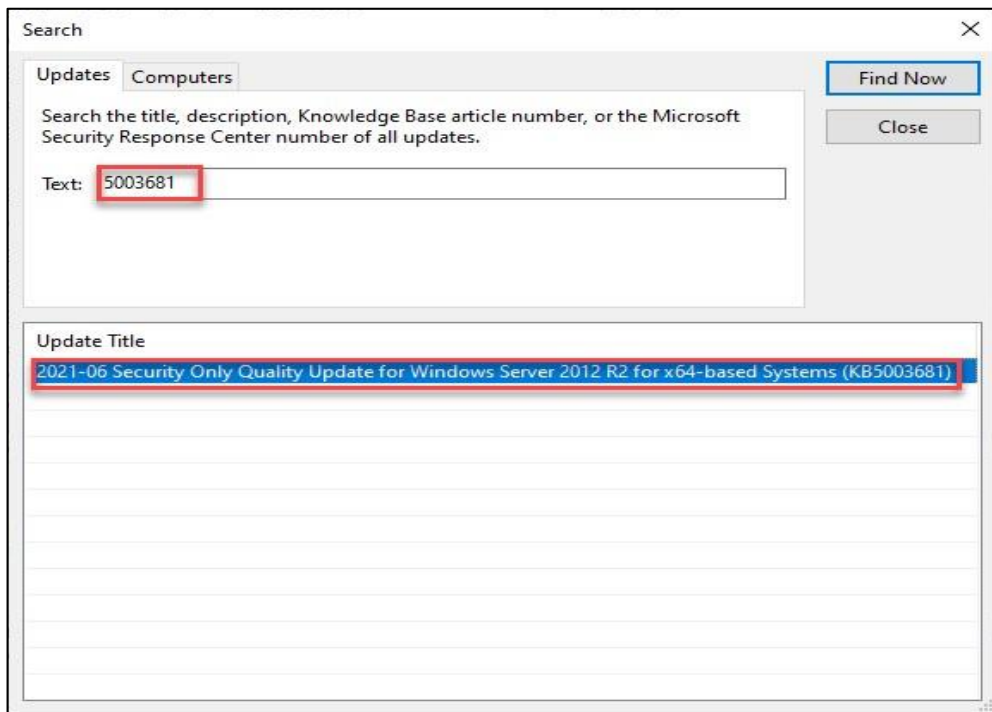 Search
Updates Computers
Find Now
Search the title, description, Knowledge Base article number, or the Microsoft
Security Response Center number of all updates.
Close
Text: 5003681
Update Title
2021-06 Security Only Quality Update for Windows Server 2012 R2 for x64-based Systems (KB5003681)